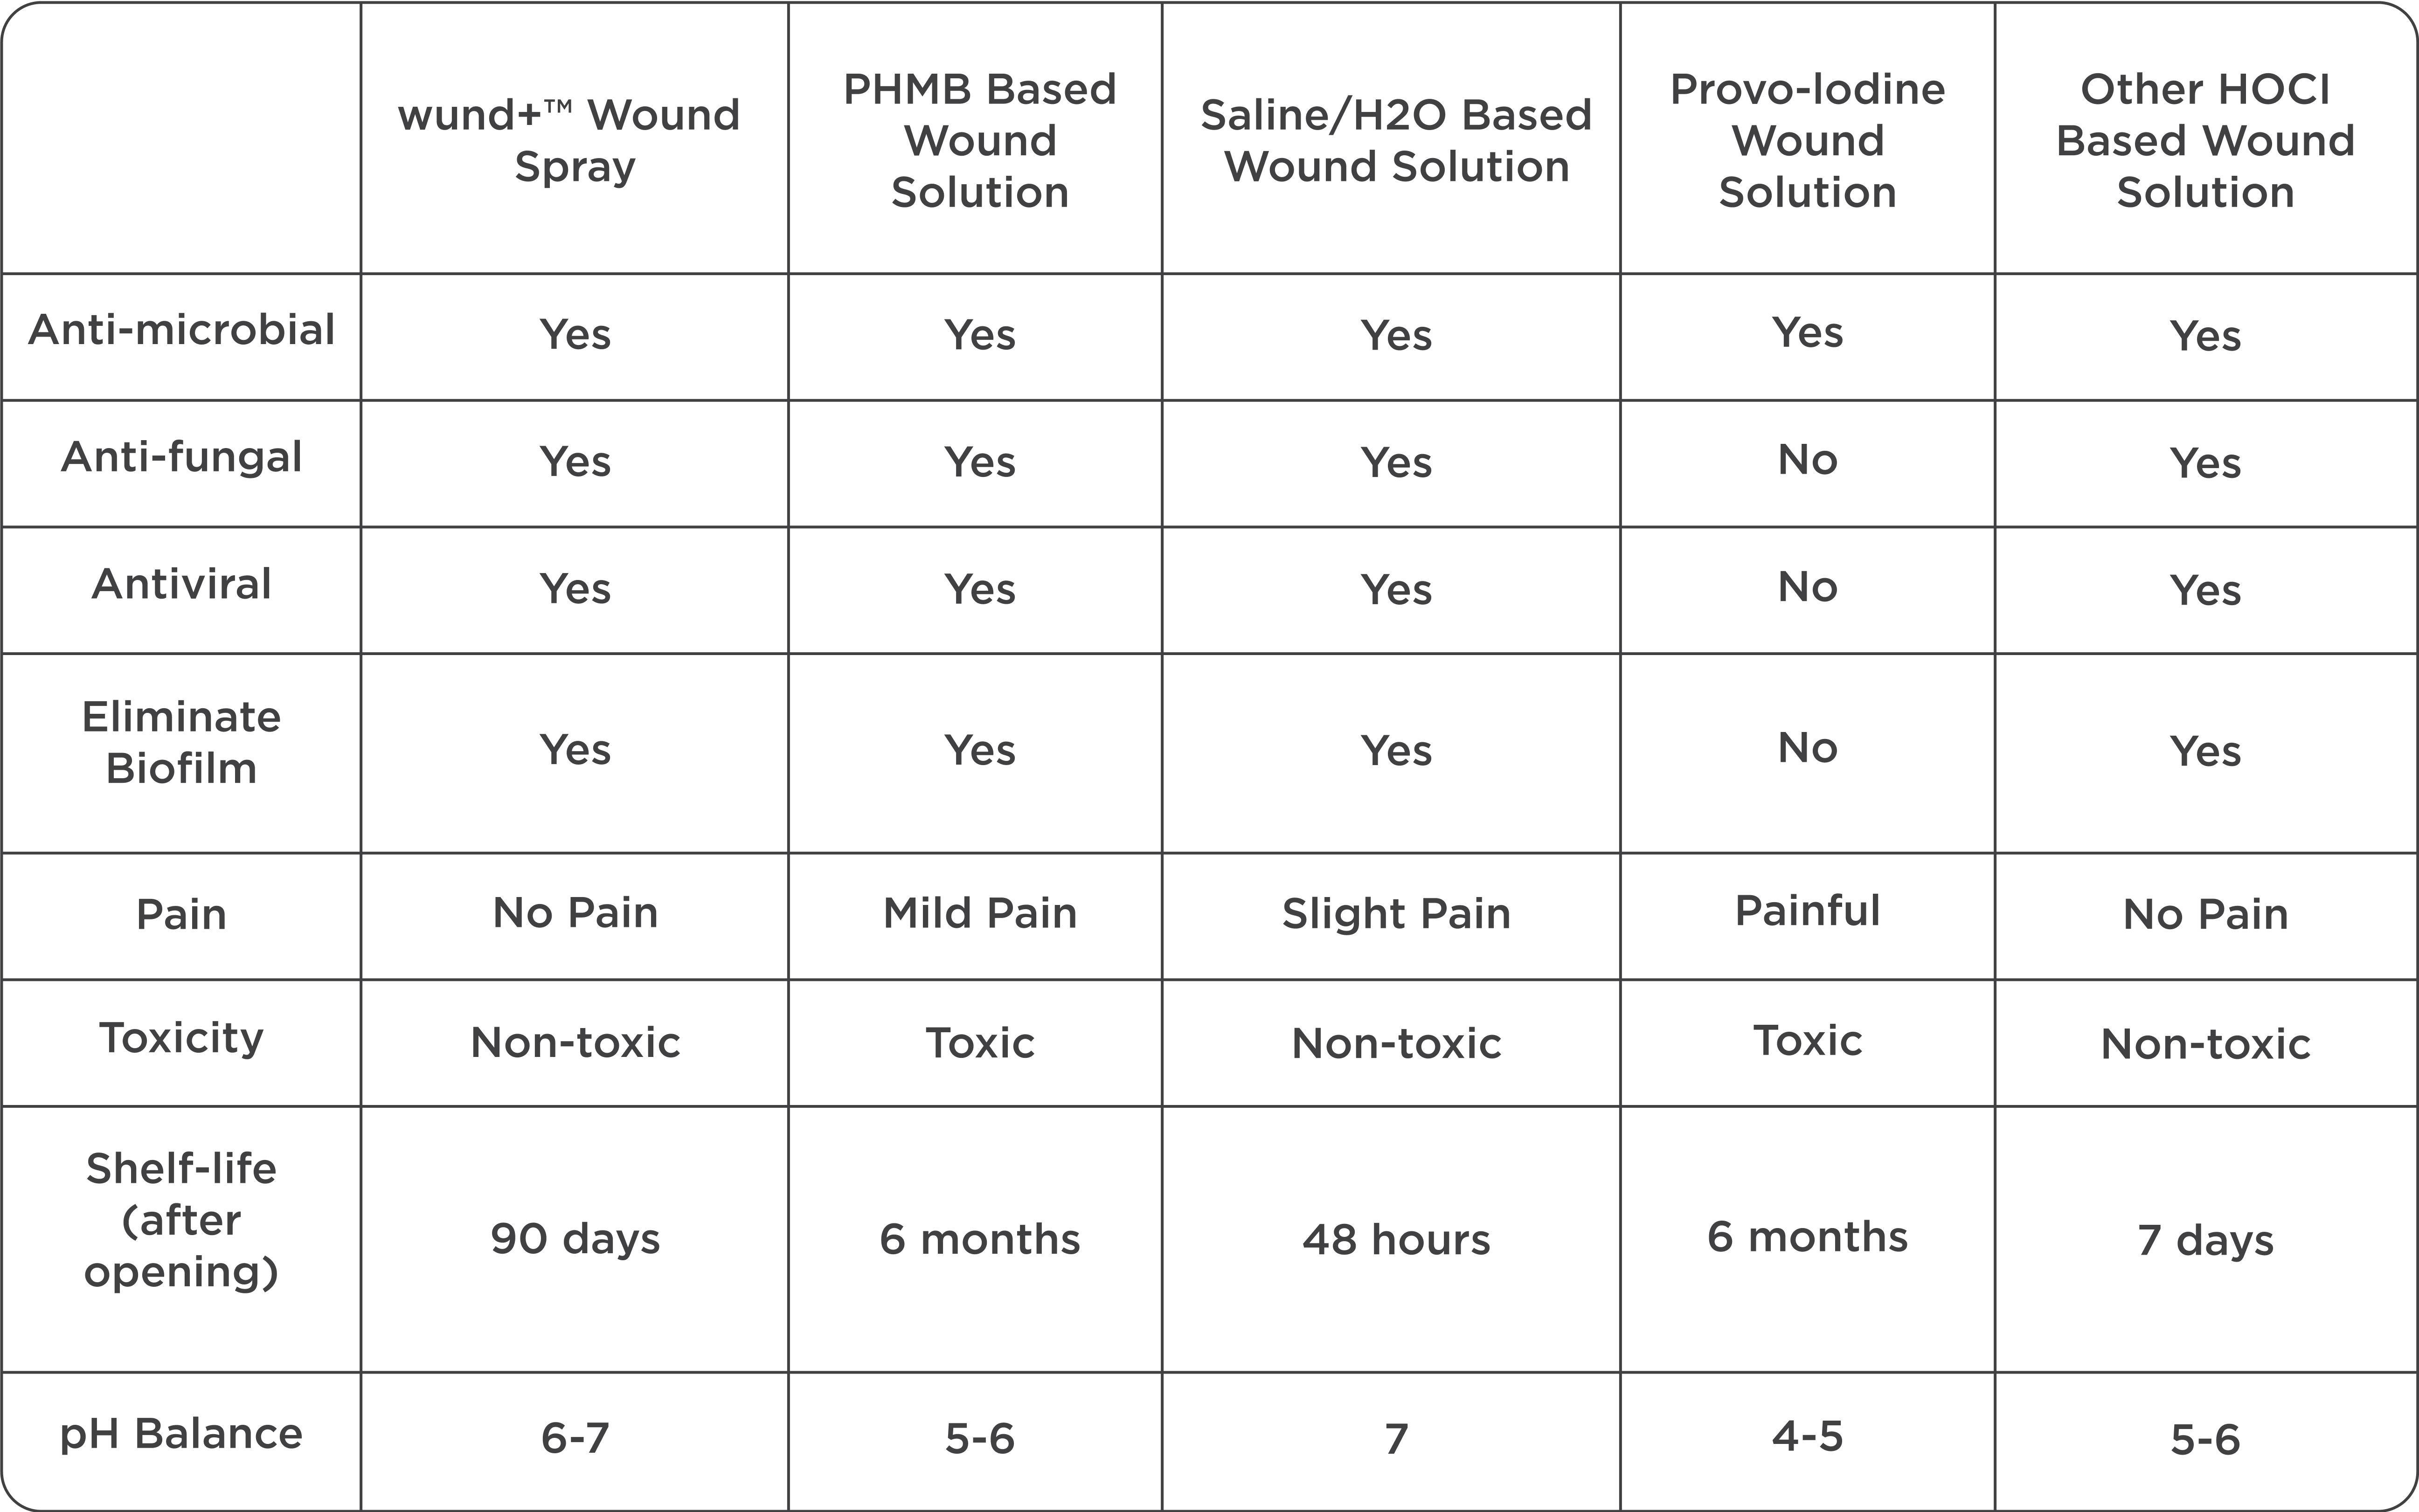 wund+™ Wound
Spray
PHMB Based
Wound
Solution
Saline/H2O Based
Wound Solution
Provo-Iodine
Wound
Solution
Other HOCl
Based Wound
Solution
Anti-microbial
Yes
Yes
Yes
Yes
Yes
Anti-fungal
Yes
Yes
Yes
No
Yes
Antiviral
Yes
Yes
Yes
No
Yes
Eliminate
Biofilm
Yes
Yes
Yes
No
Yes
Pain
No Pain
Mild Pain
Slight Pain
Painful
No Pain
Toxicity
Non-toxic
Toxic
Non-toxic
Toxic
Non-toxic
Shelf-life
(after
opening)
90 days
6 months
48 hours
6 months
7 days
pH Balance
6-7
5-6
7
4-5
5-6